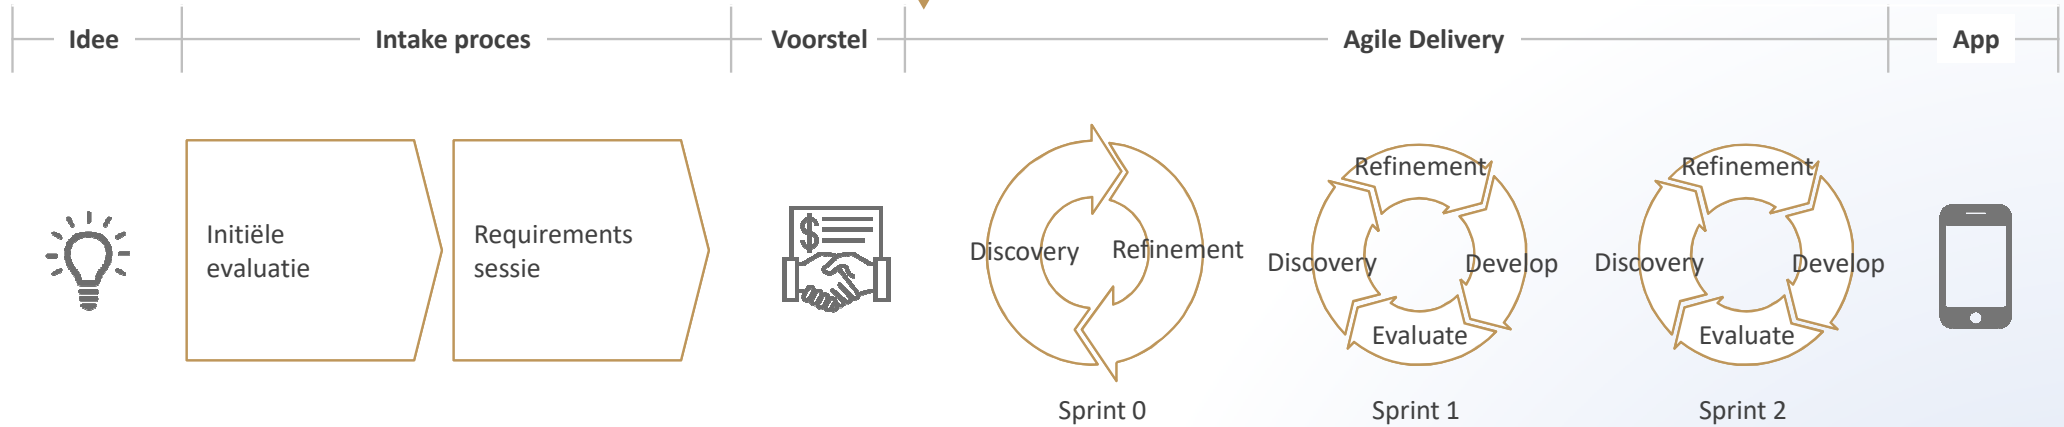 Idee
Intake proces
Voorstel
Agile Delivery
App
Initiële
evaluatie
Requirements
sessie
$
Discovery
Refinement
Sprint 0
Refinement
Discovery
Develop
Evaluate
Sprint 1
Refinement
Discovery
Develop
Evaluate
Sprint 2